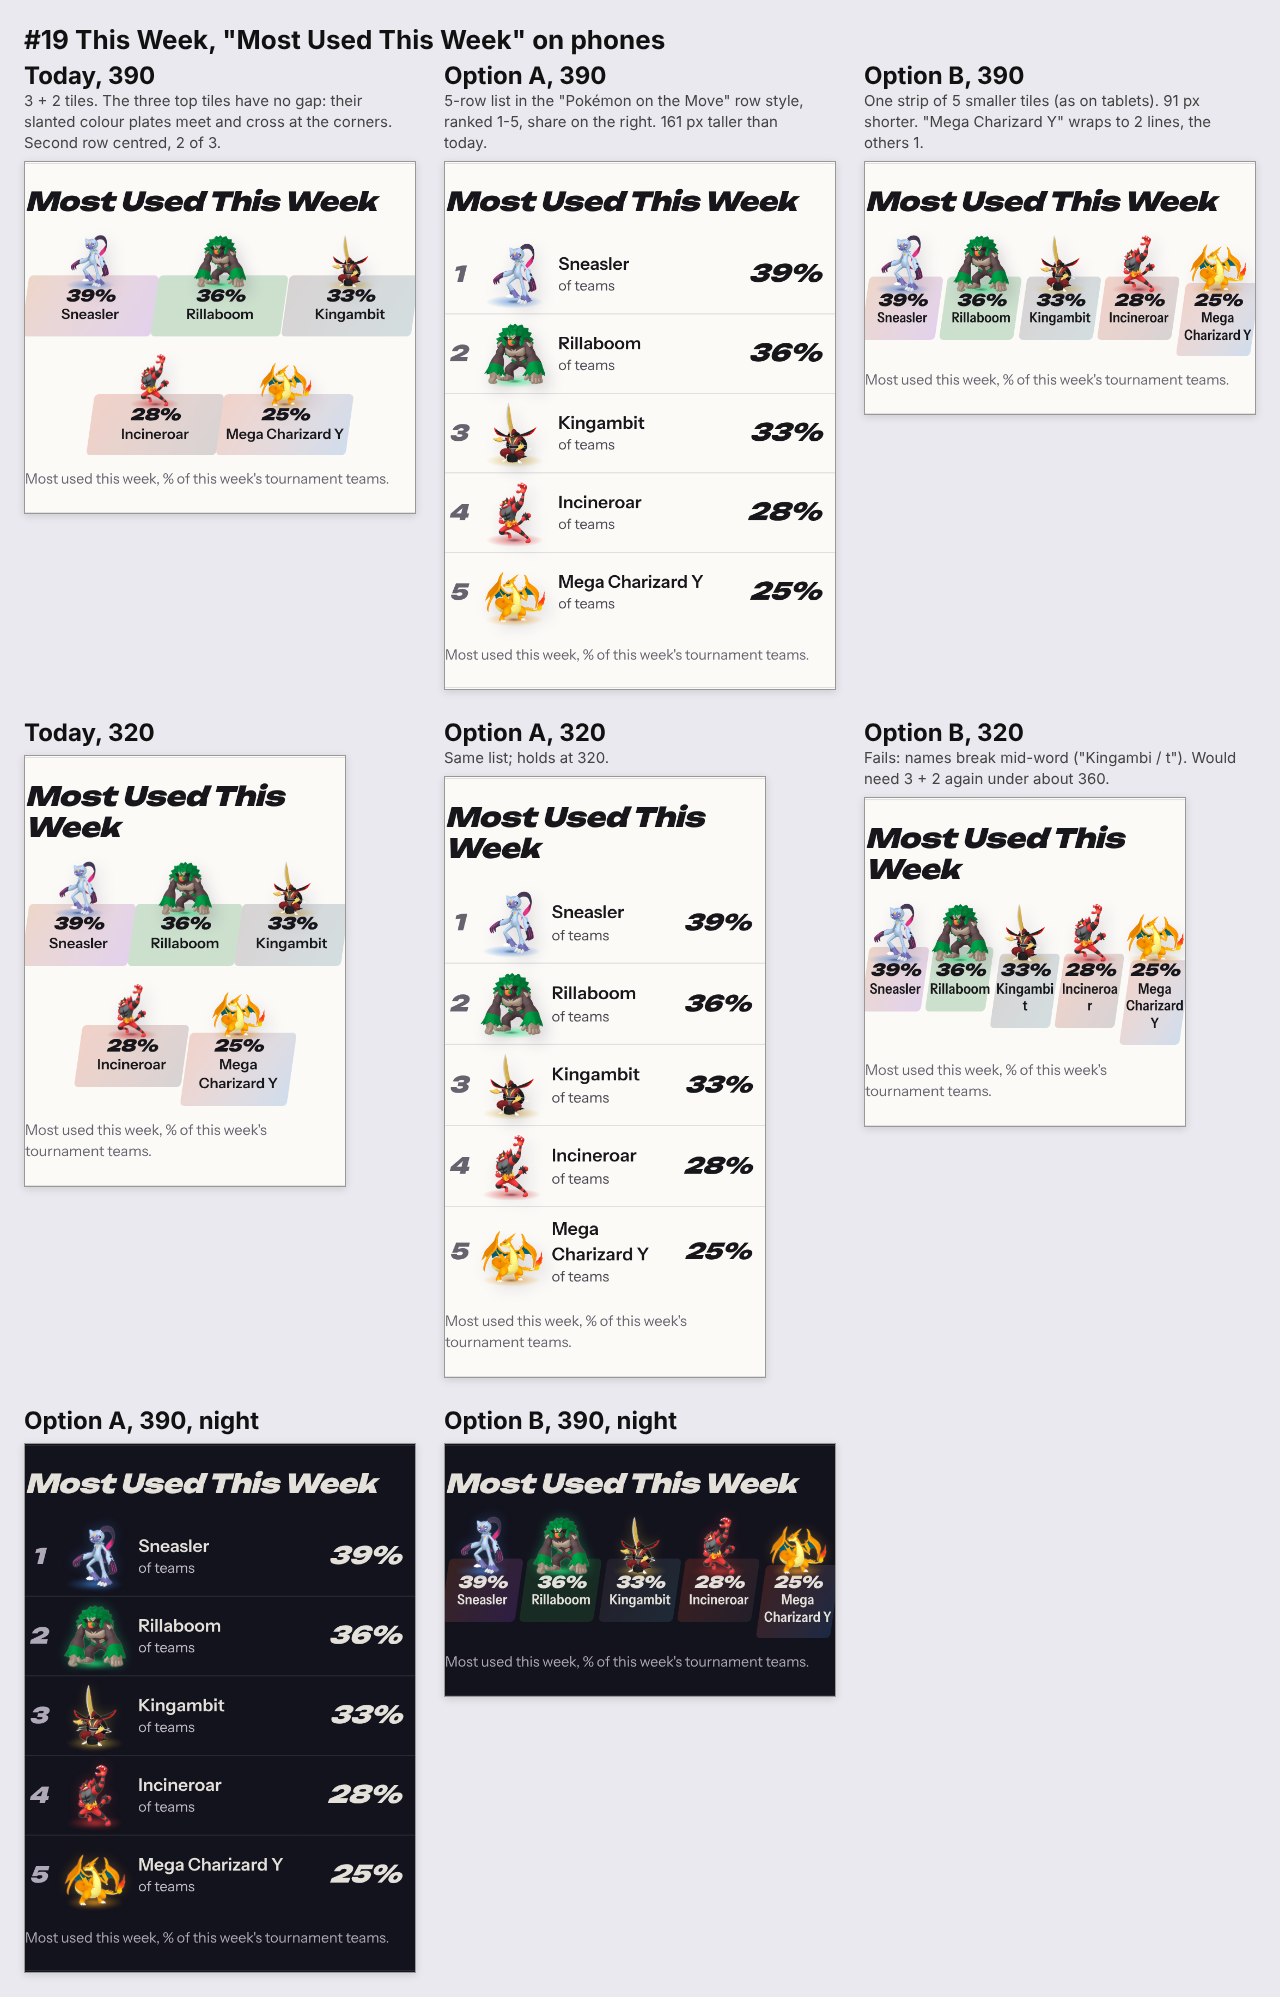 #19 This Week, "Most Used This Week" on phones
Today, 390
3 + 2 tiles. The three top tiles have no gap: their
slanted colour plates meet and cross at the corners.
Second row centred, 2 of 3.
Most Used This Week
39%
Sneasler
36%
Rillaboom
33%
Kingambit
28%
Incineroar
25%
Mega Charizard Y
Most used this week, % of this week's tournament teams.
Option A, 390
5-row list in the "Pokémon on the Move" row style,
ranked 1-5, share on the right. 161 px taller than
today.
Most Used This Week
1
Sneasler
of teams
39%
2
Rillaboom
of teams
36%
3
Kingambit
of teams
33%
4
Incineroar
of teams
28%
5
Mega Charizard Y
of teams
25%
Most used this week, % of this week's tournament teams.
Option B, 390
One strip of 5 smaller tiles (as on tablets). 91 px
shorter. "Mega Charizard Y" wraps to 2 lines, the
others 1.
Most Used This Week
39%
Sneasler
36%
Rillaboom
33%
Kingambit
28%
Incineroar
25%
Mega
Charizard Y
Most used this week, % of this week's tournament teams.
Today, 320
Most Used This
Week
39%
Sneasler
36%
Rillaboom
33%
Kingambit
28%
Incineroar
25%
Mega
Charizard Y
Most used this week, % of this week's
tournament teams.
Option A, 320
Same list; holds at 320.
Most Used This
Week
1
Sneasler
of teams
39%
2
Rillaboom
of teams
36%
3
Kingambit
of teams
33%
4
Incineroar
of teams
28%
5
Mega
Charizard Y
of teams
25%
Most used this week, % of this week's
tournament teams.
Option B, 320
Fails: names break mid-word ("Kingambi / t"). Would
need 3 + 2 again under about 360.
Most Used This
Week
39%
Sneasler
36%
Rillaboom
33%
Kingambi
t
28%
Incineroa
r
25%
Mega
Charizard
Y
Most used this week, % of this week's
tournament teams.
Option A, 390, night
Most Used This Week
1
Sneasler
of teams
39%
2
Rillaboom
of teams
36%
3
Kingambit
of teams
33%
4
Incineroar
of teams
28%
5
Mega Charizard Y
of teams
25%
Most used this week, % of this week's tournament teams.
Option B, 390, night
Most Used This Week
39%
Sneasler
36%
Rillaboom
33%
Kingambit
28%
Incineroar
25%
Mega
Charizard Y
Most used this week, % of this week's tournament teams.